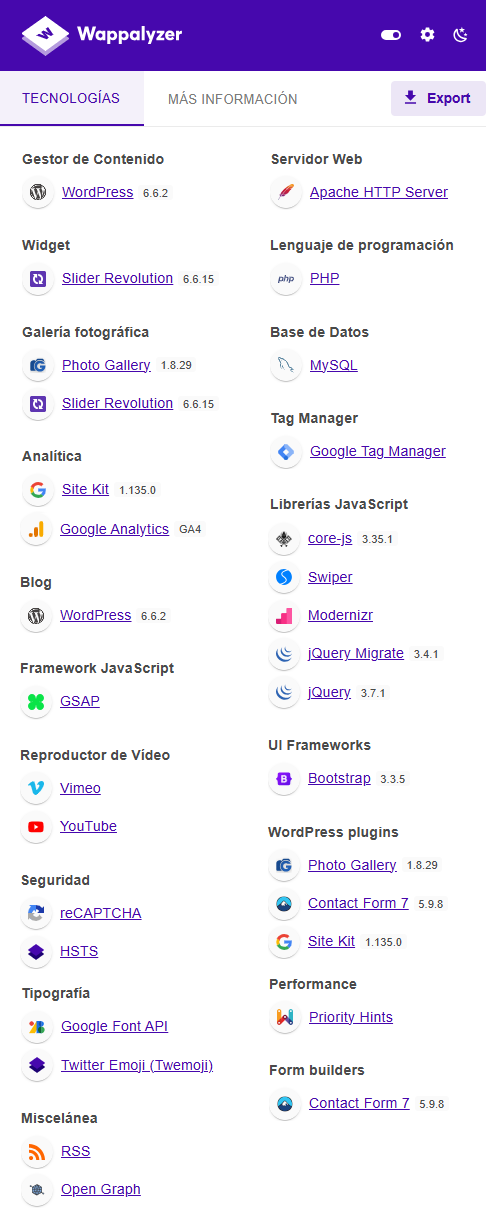 Wappalyzer
TECNOLOGÍAS
MÁS INFORMACIÓN
Export
Gestor de Contenido
WordPress 6.6.2
Widget
Slider Revolution 6.6.15
Galería fotográfica
Photo Gallery 1.8.29
Slider Revolution 6.6.15
Analítica
Site Kit 1.135.0
Google Analytics GA4
Blog
WordPress 6.6.2
Framework JavaScript
GSAP
Reproductor de Vídeo
Vimeo
YouTube
Seguridad
reCAPTCHA
HSTS
Tipografía
Google Font API
Twitter Emoji (Twemoji)
Miscelánea
RSS
Open Graph
Servidor Web
Apache HTTP Server
Lenguaje de programación
php PHP
Base de Datos
MySQL
Tag Manager
Google Tag Manager
Librerías JavaScript
core-js 3.35.1
Swiper
Modernizr
jQuery Migrate 3.4.1
jQuery 3.7.1
UI Frameworks
Bootstrap 3.3.5
WordPress plugins
Photo Gallery 1.8.29
Contact Form 7 5.9.8
Site Kit 1.135.0
Performance
Priority Hints
Form builders
Contact Form 7 5.9.8